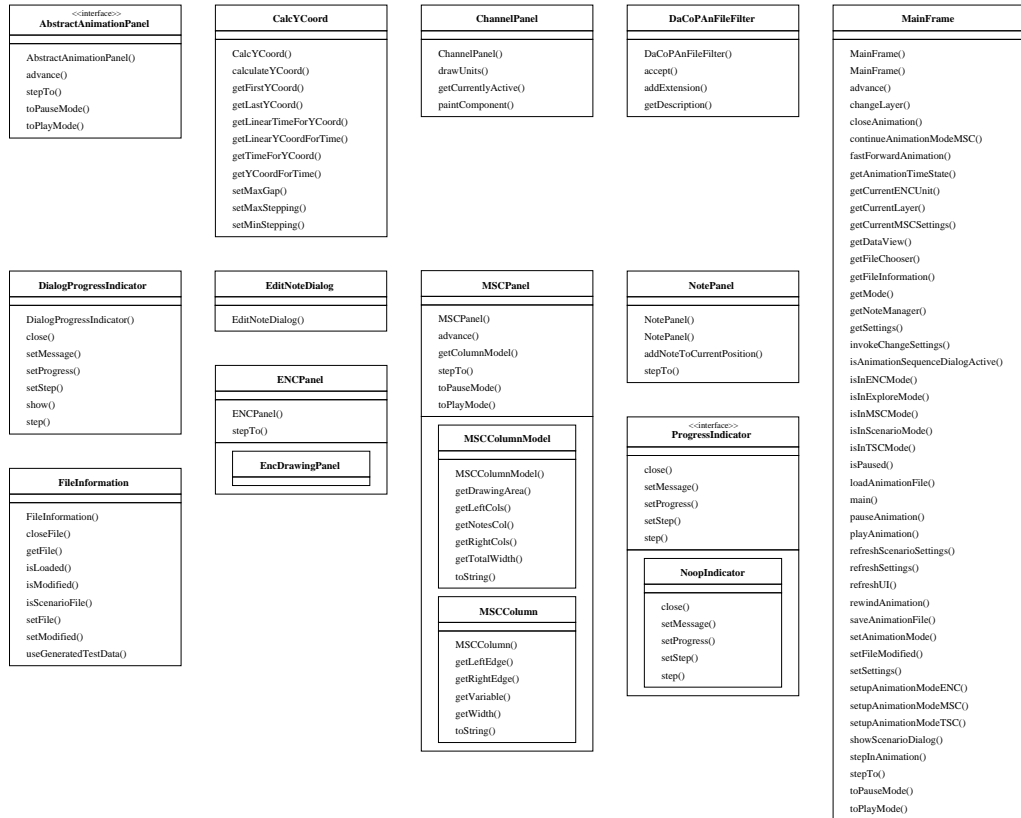 <<interface>>
AbstractAnimationPanel
AbstractAnimationPanel()
advance()
stepTo()
toPauseMode()
toPlayMode()
CalcYCoord
CalcYCoord()
calculateYCoord()
getFirstYCoord()
getLastYCoord()
getLinearTimeForYCoord()
getLinearYCoordForTime()
getTimeForYCoord()
getYCoordForTime()
setMaxGap()
setMaxStepping()
setMinStepping()
ChannelPanel
ChannelPanel()
drawUnits()
getCurrentlyActive()
paintComponent()
DaCoPAnFileFilter
DaCoPAnFileFilter()
accept()
addExtension()
getDescription()
MainFrame
MainFrame()
MainFrame()
advance()
changeLayer()
closeAnimation()
continueAnimationModeMSC()
fastForwardAnimation()
getAnimationTimeState()
getCurrentENCUnit()
getCurrentLayer()
getCurrentMSCSettings()
getDataView()
getFileChooser()
getFileInformation()
getMode()
getNoteManager()
getSettings()
invokeChangeSettings()
isAnimationSequenceDialogActive()
isInENCMode()
isInExploreMode()
isInMSCMode()
isInScenarioMode()
isInTSCMode()
isPaused()
loadAnimationFile()
main()
pauseAnimation()
playAnimation()
refreshScenarioSettings()
refreshSettings()
refreshUI()
rewindAnimation()
saveAnimationFile()
setAnimationMode()
setFileModified()
setSettings()
setupAnimationModeENC()
setupAnimationModeMSC()
setupAnimationModeTSC()
showScenarioDialog()
stepInAnimation()
stepTo()
toPauseMode()
toPlayMode()
DialogProgressIndicator
DialogProgressIndicator()
close()
setMessage()
setProgress()
setStep()
show()
step()
EditNoteDialog
EditNoteDialog()
ENCPanel
ENCPanel()
stepTo()
EncDrawingPanel
MSCPanel
MSCPanel()
advance()
getColumnModel()
stepTo()
toPauseMode()
toPlayMode()
MSCColumnModel
MSCColumnModel()
getDrawingArea()
getLeftCols()
getNotesCol()
getRightCols()
getTotalWidth()
toString()
MSCColumn
MSCColumn()
getLeftEdge()
getRightEdge()
getVariable()
getWidth()
toString()
NotePanel
NotePanel()
NotePanel()
addNoteToCurrentPosition()
stepTo()
<<interface>>
ProgressIndicator
close()
setMessage()
setProgress()
setStep()
step()
NoopIndicator
close()
setMessage()
setProgress()
setStep()
step()
FileInformation
FileInformation()
closeFile()
getFile()
isLoaded()
isModified()
isScenarioFile()
setFile()
setModified()
useGeneratedTestData()